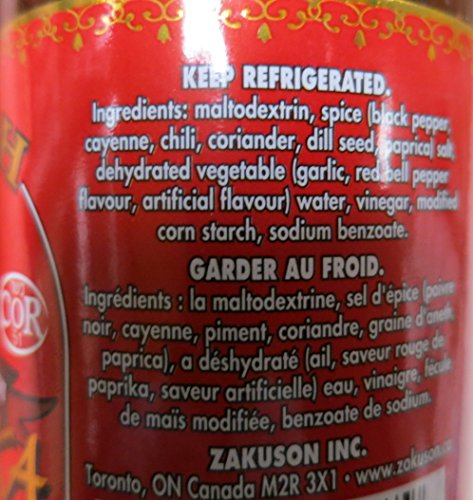 KEEP REFRIGERATED.
Ingredients: maltodextrin, spice (black pepper,
cayenne, chili, coriander, dill seed, paprica) salt,
dehydrated vegetable (garlic, red bell pepper
flavour, artificial flavour) water, vinegar, modified
corn starch, sodium benzoate.
GARDER AU FROID.
Ingrédients : la maltodextrine, sel d'épice (poivre
noir, cayenne, piment, coriandre, graine d'aneth,
paprica), a déshydraté (ail, saveur rouge de
paprika, saveur artificielle) eau, vinaigre, fécule
de maïs modifiée, benzoate de sodium.
ZAKUSON INC.
Toronto, ON Canada M2R 3X1 • www.zakuson.ca
H
COR
51
A